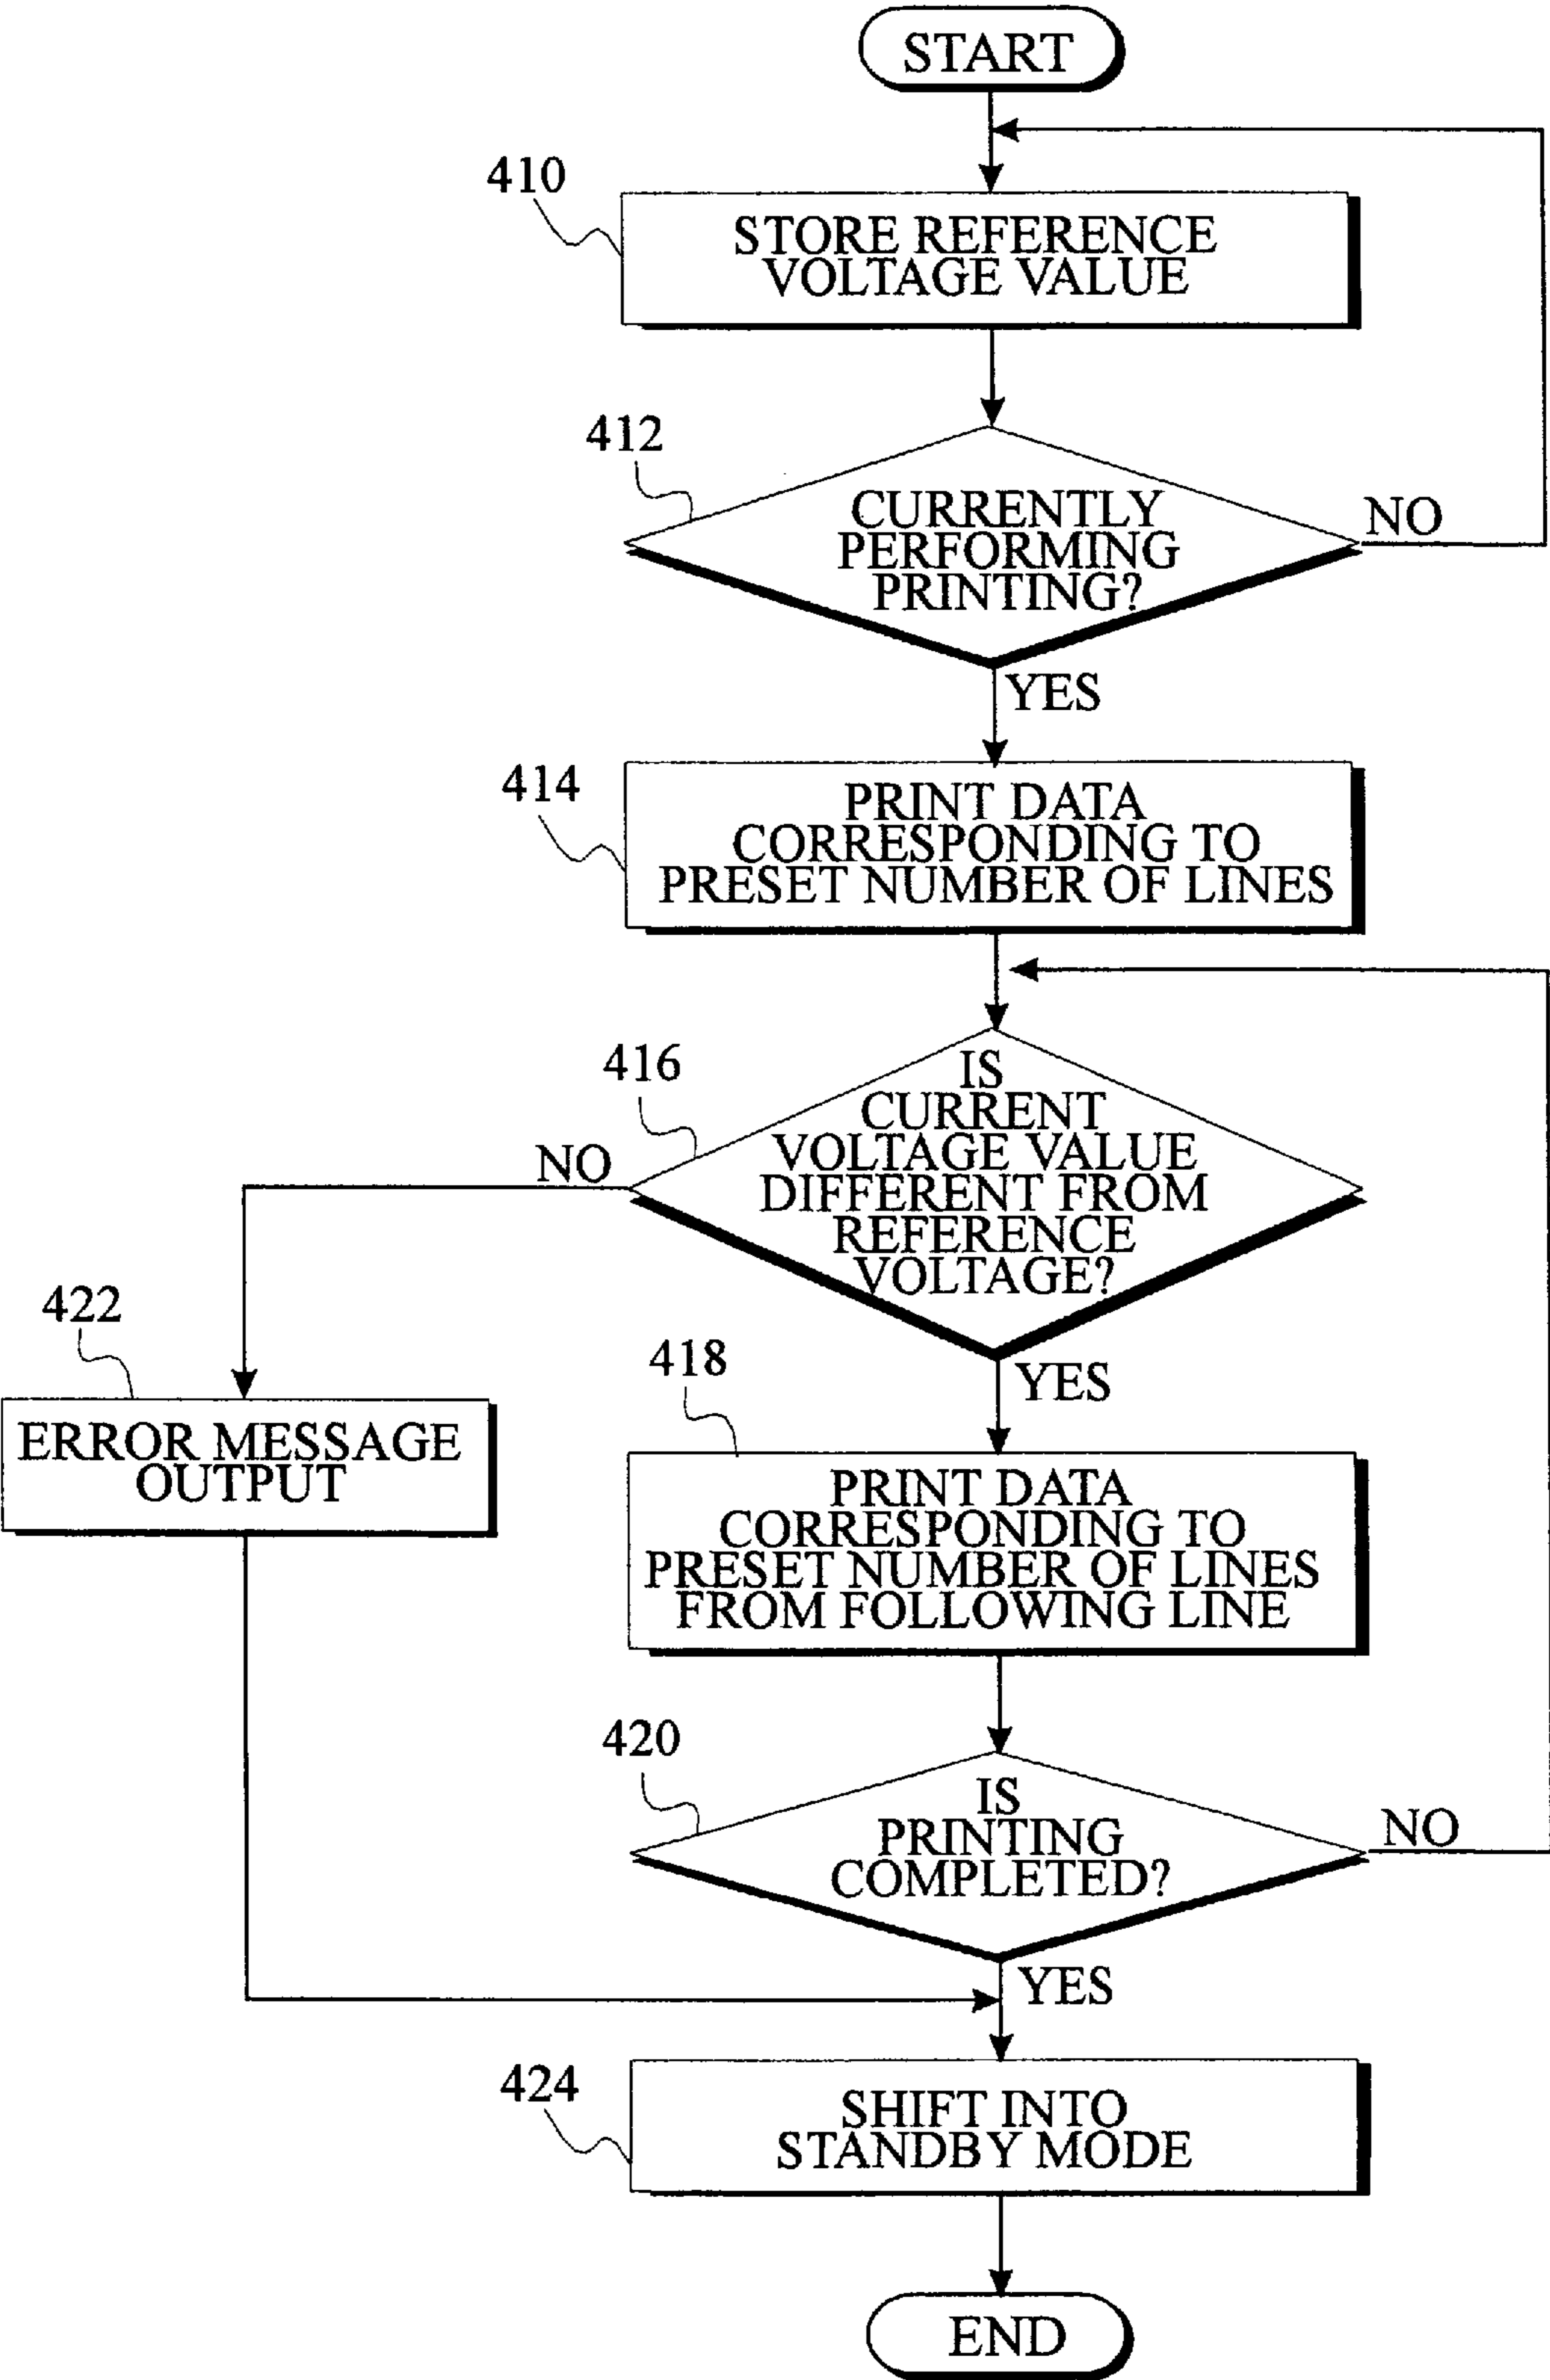 START
410
STORE REFERENCE
VOLTAGE VALUE
412
CURRENTLY
PERFORMING
PRINTING?
NO
YES
414
PRINT DATA
CORRESPONDING TO
PRESET NUMBER OF LINES
416
IS
CURRENT
VOLTAGE VALUE
DIFFERENT FROM
REFERENCE
VOLTAGE?
NO
YES
422
ERROR MESSAGE
OUTPUT
418
PRINT DATA
CORRESPONDING TO
PRESET NUMBER OF LINES
FROM FOLLOWING LINE
420
IS
PRINTING
COMPLETED?
NO
YES
424
SHIFT INTO
STANDBY MODE
END